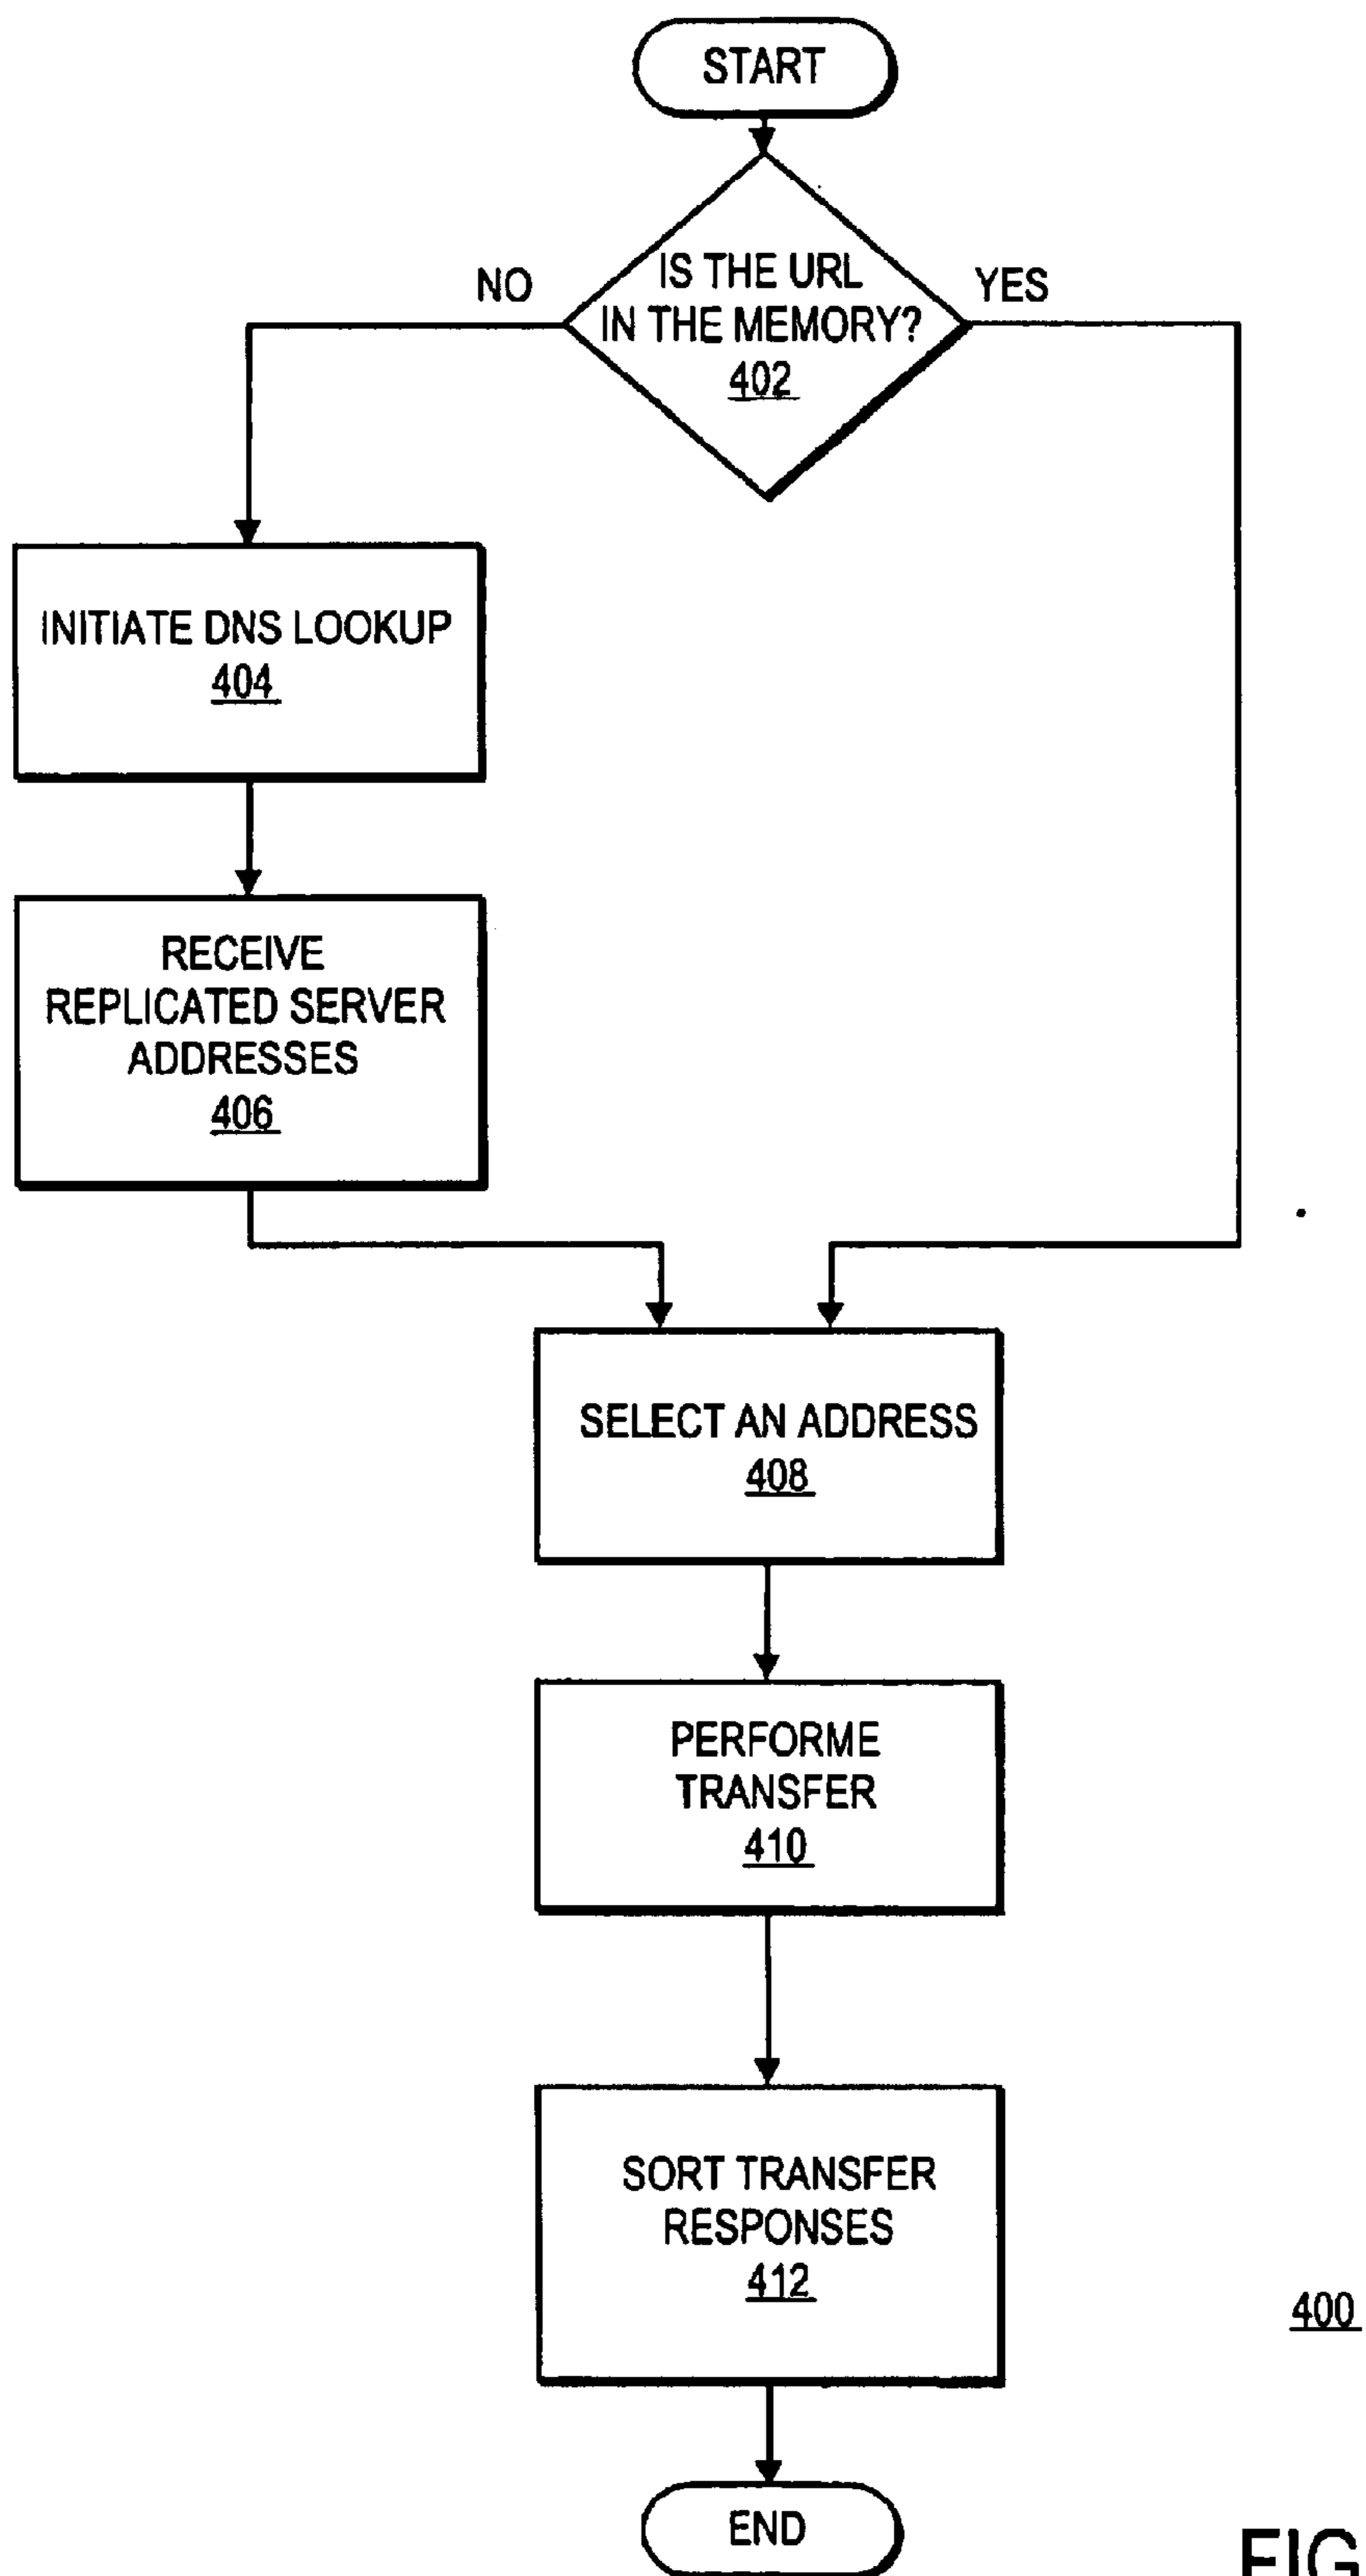 START
IS THE URL
IN THE MEMORY?
402
NO
YES
INITIATE DNS LOOKUP
404
RECEIVE
REPLICATED SERVER
ADDRESSES
406
SELECT AN ADDRESS
408
PERFORME
TRANSFER
410
SORT TRANSFER
RESPONSES
412
400
END
FIG